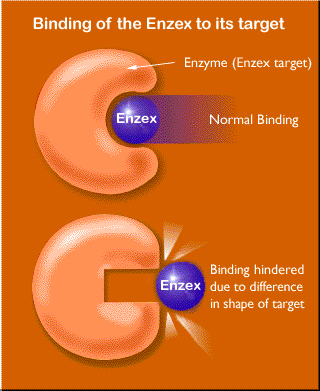 Binding of the Enzex to its target
Enzyme (Enzex target)
Enzex
Normal Binding
Enzex
Binding hindered
due to difference
in shape of target